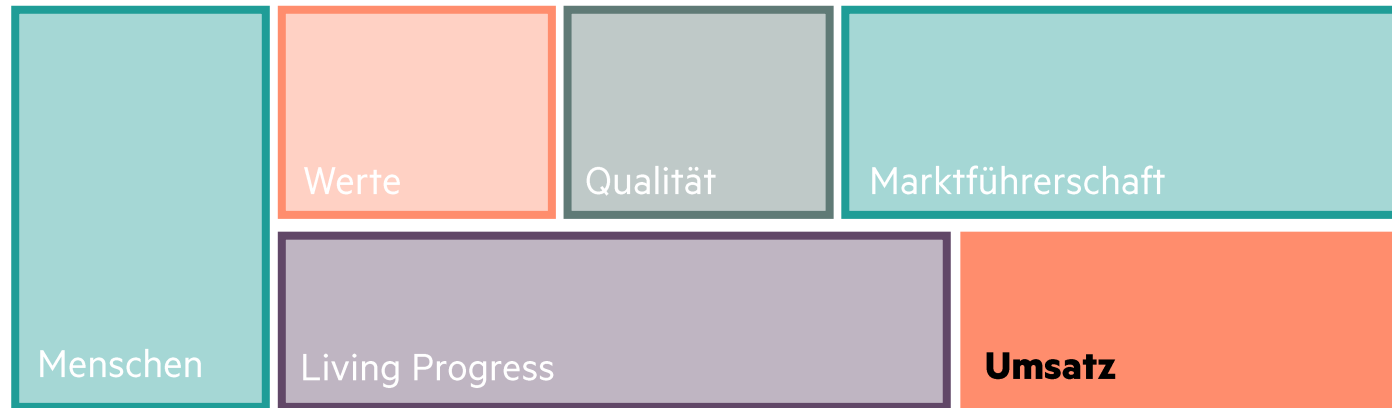 Werte
Qualität
Marktführerschaft
Menschen
Living Progress
Umsatz